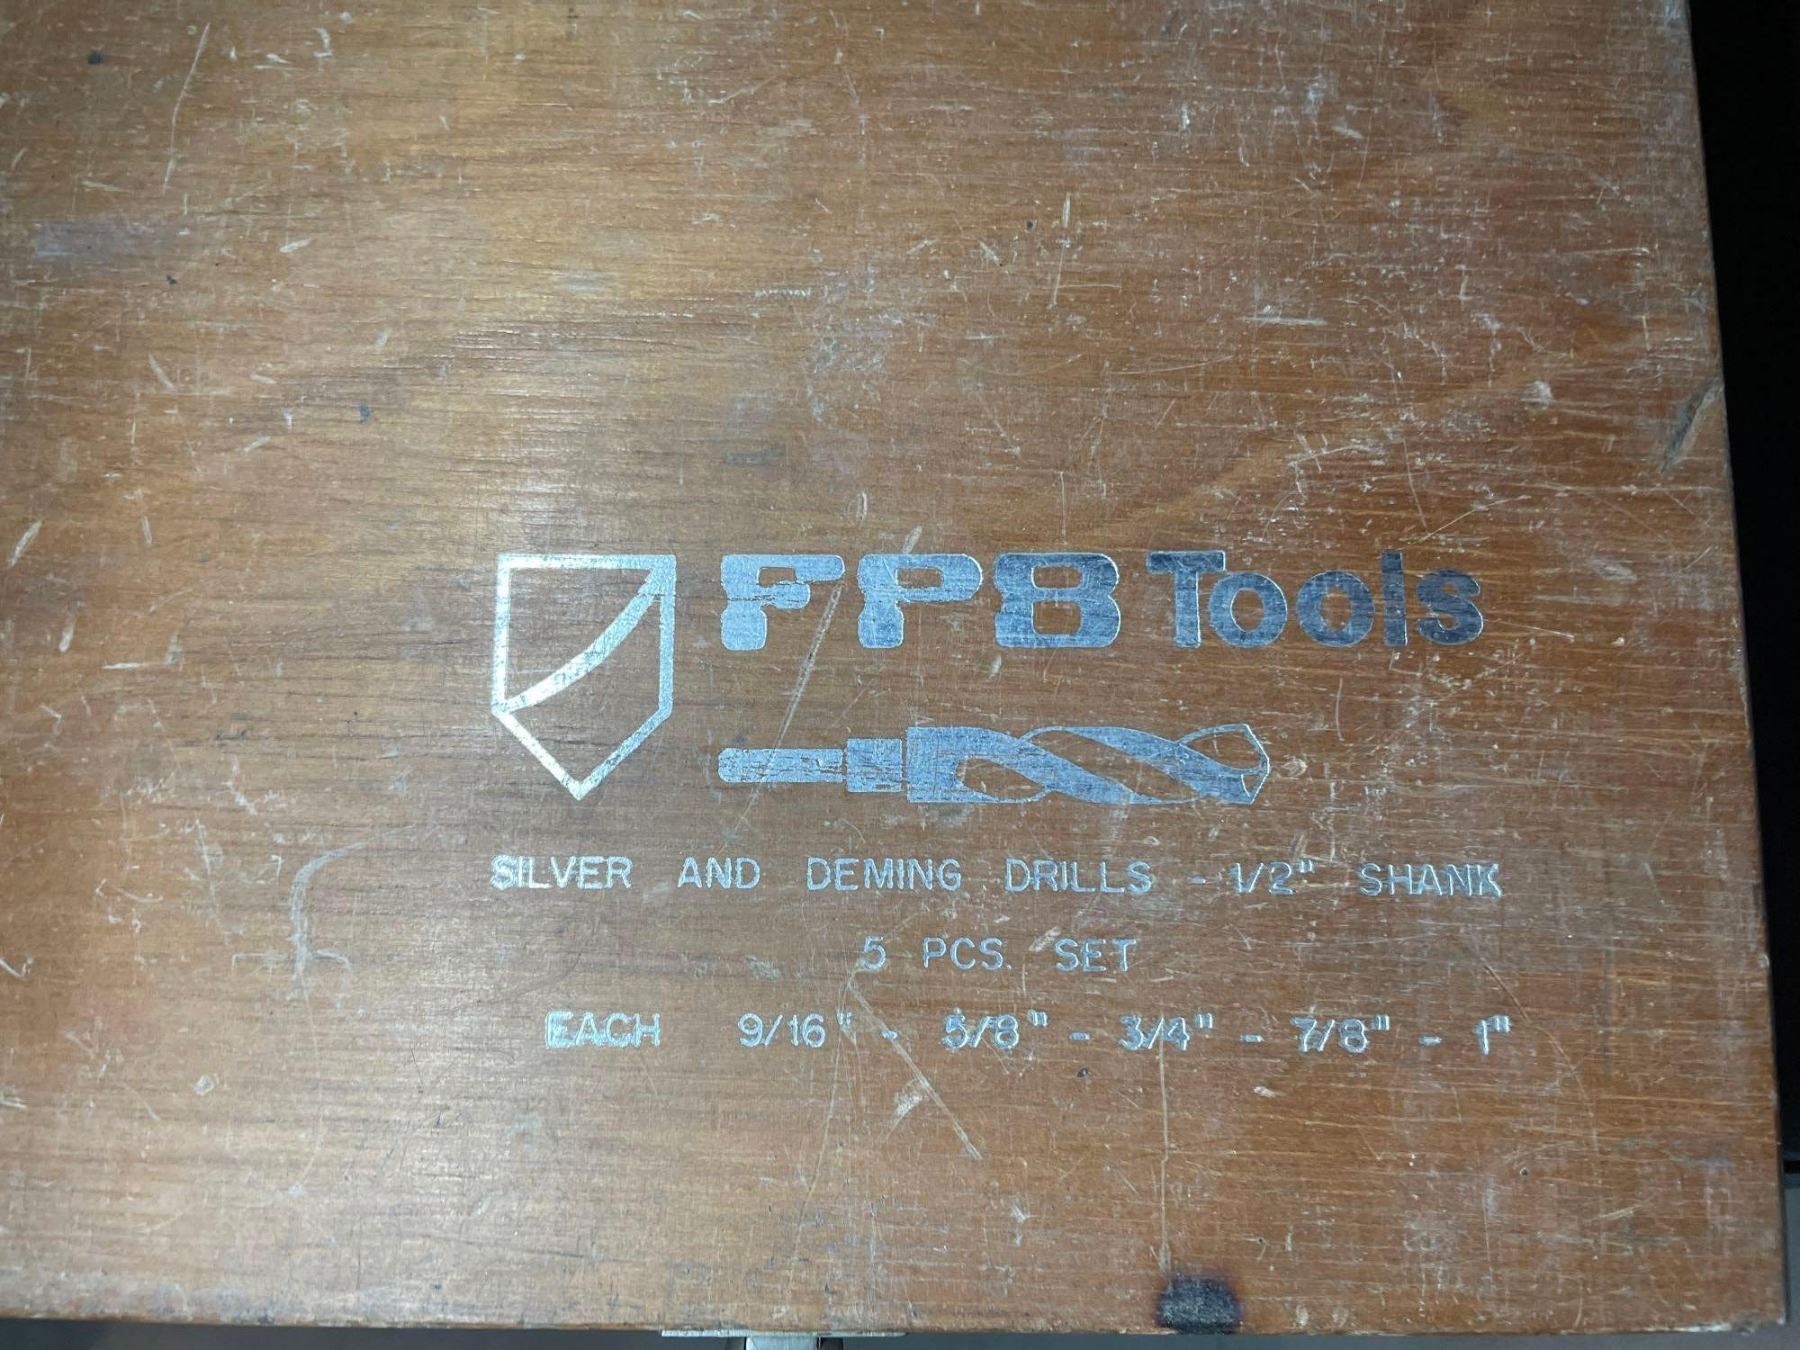 FPB Tools
SILVER AND DEMING DRILLS - 1/2" SHANK
5 PCS. SET
EACH 9/16" - 5/8" - 3/4" - 7/8" - 1"